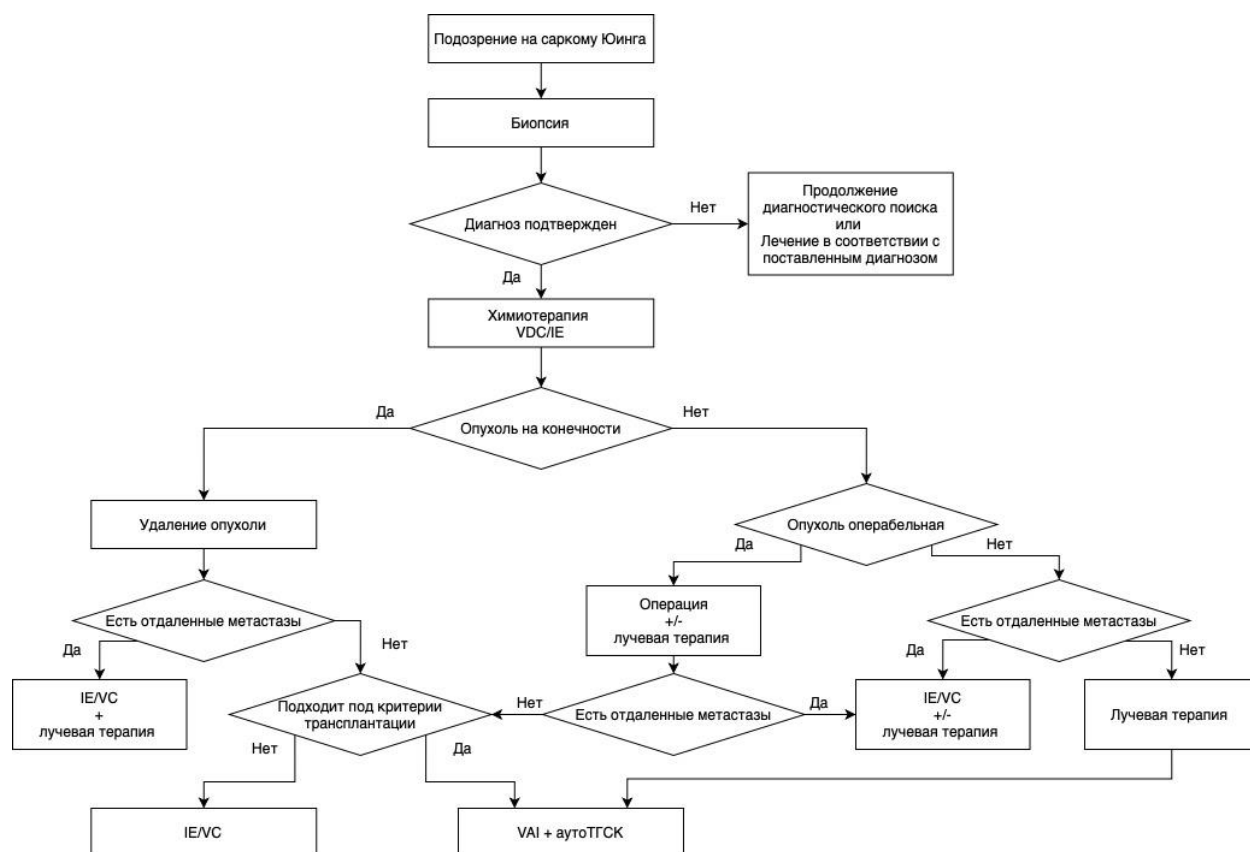 Подозрение на саркому Юинга
Биопсия
Диагноз подтвержден
Нет
Продолжение
диагностического поиска
или
Лечение в соответствии с
поставленным диагнозом
Да
Химиотерапия
VDC/IE
Да
Опухоль на конечности
Нет
Удаление опухоли
Опухоль операбельная
Да
Нет
Операция
+/-
лучевая терапия
Есть отдаленные метастазы
Да
Нет
Есть отдаленные метастазы
Да
Нет
IE/VC
+
лучевая терапия
Подходит под критерии
трансплантации
Нет
Есть отдаленные метастазы
Да
IE/VC
+/-
лучевая терапия
Лучевая терапия
Нет
Да
IE/VC
VAI + аутоТГСК